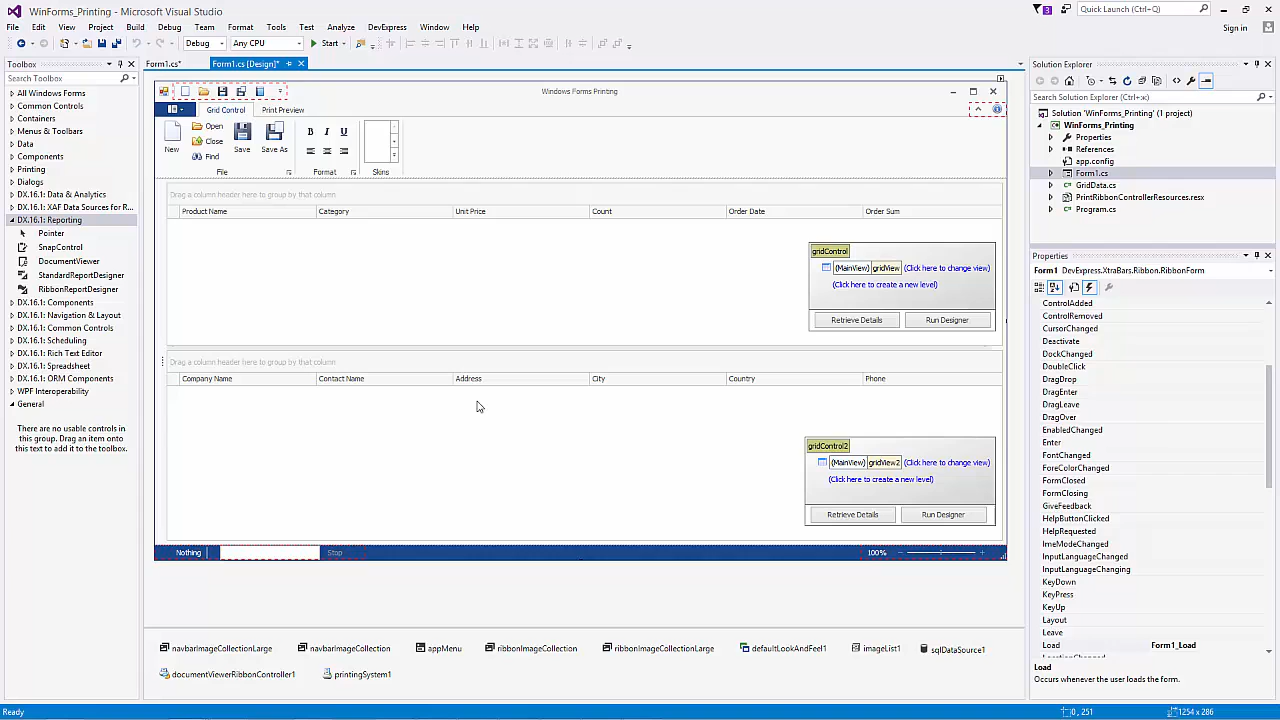 WinForms_Printing - Microsoft Visual Studio
3
Quick Launch (Ctrl+Q)
File Edit View Project Build Debug Team Format Tools Test Analyze DevExpress Window Help
Sign in
Debug Any CPU Start
Toolbox
Form1.cs* Form1.cs [Design]*
Solution Explorer
Search Toolbox
Search Solution Explorer (Ctrl+ж)
All Windows Forms
Common Controls
Containers
Menus & Toolbars
Data
Components
Printing
Dialogs
DX.16.1: Data & Analytics
DX.16.1: XAF Data Sources for R...
DX.16.1: Reporting
Pointer
SnapControl
DocumentViewer
StandardReportDesigner
RibbonReportDesigner
DX.16.1: Components
DX.16.1: Navigation & Layout
DX.16.1: Common Controls
DX.16.1: Scheduling
DX.16.1: Rich Text Editor
DX.16.1: Spreadsheet
DX.16.1: ORM Components
WPF Interoperability
General
There are no usable controls in
this group. Drag an item onto
this text to add it to the toolbox.
Windows Forms Printing
Grid Control Print Preview
New
Open
Close
Find
Save
Save As
B I U
File
Format
Skins
Drag a column header here to group by that column
Product Name Category Unit Price Count Order Date Order Sum
gridControl
(MainView) gridView (Click here to change view)
(Click here to create a new level)
Retrieve Details Run Designer
Drag a column header here to group by that column
Company Name Contact Name Address City Country Phone
gridControl2
(MainView) gridView2 (Click here to change view)
(Click here to create a new level)
Retrieve Details Run Designer
Nothing Stop 100%
navbarImageCollectionLarge navbarImageCollection appMenu ribbonImageCollection ribbonImageCollectionLarge defaultLookAndFeel1 imageList1 sqlDataSource1
documentViewerRibbonController1 printingSystem1
Solution 'WinForms_Printing' (1 project)
WinForms_Printing
Properties
References
app.config
Form1.cs
GridData.cs
PrintRibbonControllerResources.resx
Program.cs
Properties
Form1 DevExpress.XtraBars.Ribbon.RibbonForm
ControlAdded
ControlRemoved
CursorChanged
Deactivate
DockChanged
DoubleClick
DragDrop
DragEnter
DragLeave
DragOver
EnabledChanged
Enter
FontChanged
ForeColorChanged
FormClosed
FormClosing
GiveFeedback
HelpButtonClicked
HelpRequested
ImeModeChanged
InputLanguageChanged
InputLanguageChanging
KeyDown
KeyPress
KeyUp
Layout
Leave
Load Form1_Load
LocationChanged
Load
Occurs whenever the user loads the form.
Ready
0, 251
1254 x 286